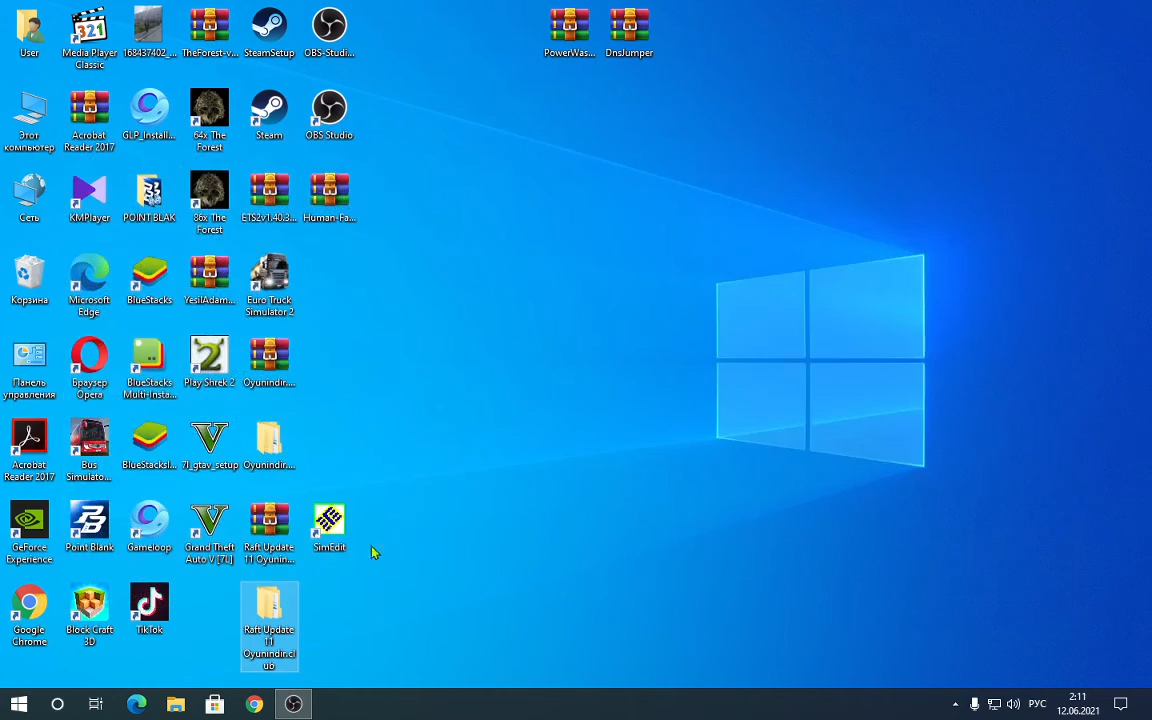 User
Media Player
Classic
168437402_...
TheForest-v...
SteamSetup
OBS-Studi...
PowerWas...
DnsJumper
321
Этот
компьютер
Acrobat
Reader 2017
GLP_Install...
64x The
Forest
Steam
OBS Studio
Сеть
KMPlayer
POINT BLAK
86x The
Forest
ETS2v1.40.3...
Human-Fa...
Корзина
Microsoft
Edge
BlueStacks
YesilAdam...
Euro Truck
Simulator 2
Панель
управления
Браузер
Opera
BlueStacks
Multi-Insta...
Play Shrek 2
Oyunindir....
Acrobat
Reader 2017
Bus
Simulato...
BlueStacksI...
7l_gtav_setup
Oyunindir....
GeForce
Experience
Point Blank
Gameloop
Grand Theft
Auto V [7L]
Raft Update
11 Oyunin...
SimEdit
Google
Chrome
Block Craft
3D
TikTok
Raft Update
11
Oyunindir.cl
ub
РУС
2:11
12.06.2021